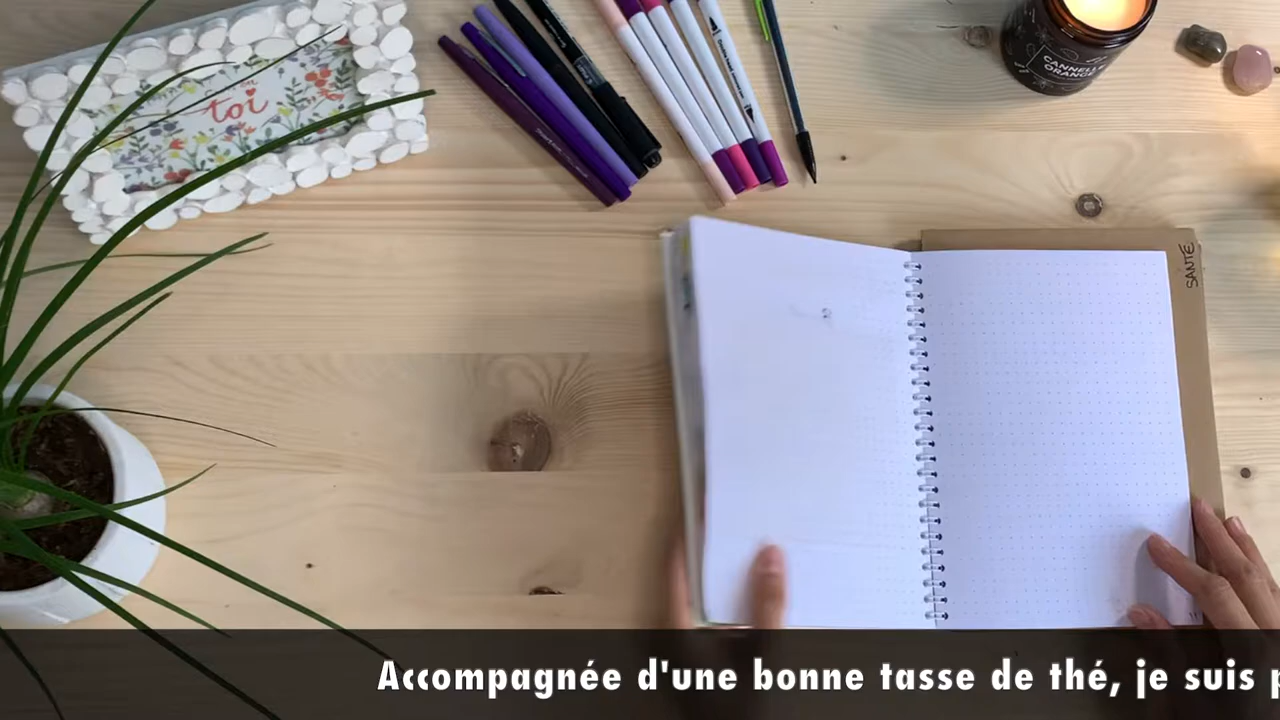 toi
CANNELLE
ORANGE
SANTÉ
Accompagnée d'une bonne tasse de thé, je suis p